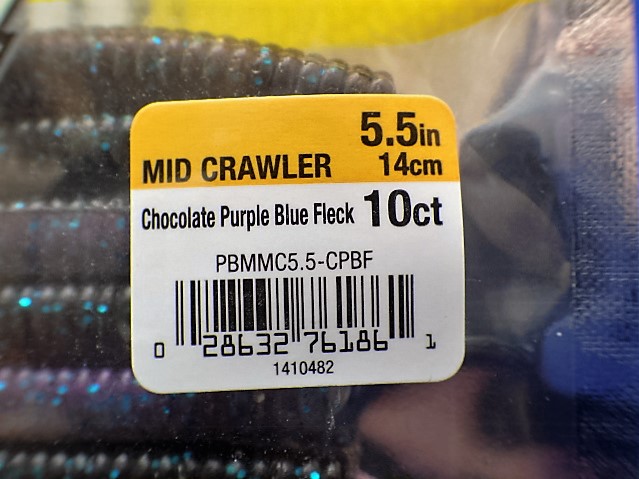 5.5in
MID CRAWLER 14cm
Chocolate Purple Blue Fleck 10ct
PBMMC5.5-CPBF
0 28632 76186 1
1410482